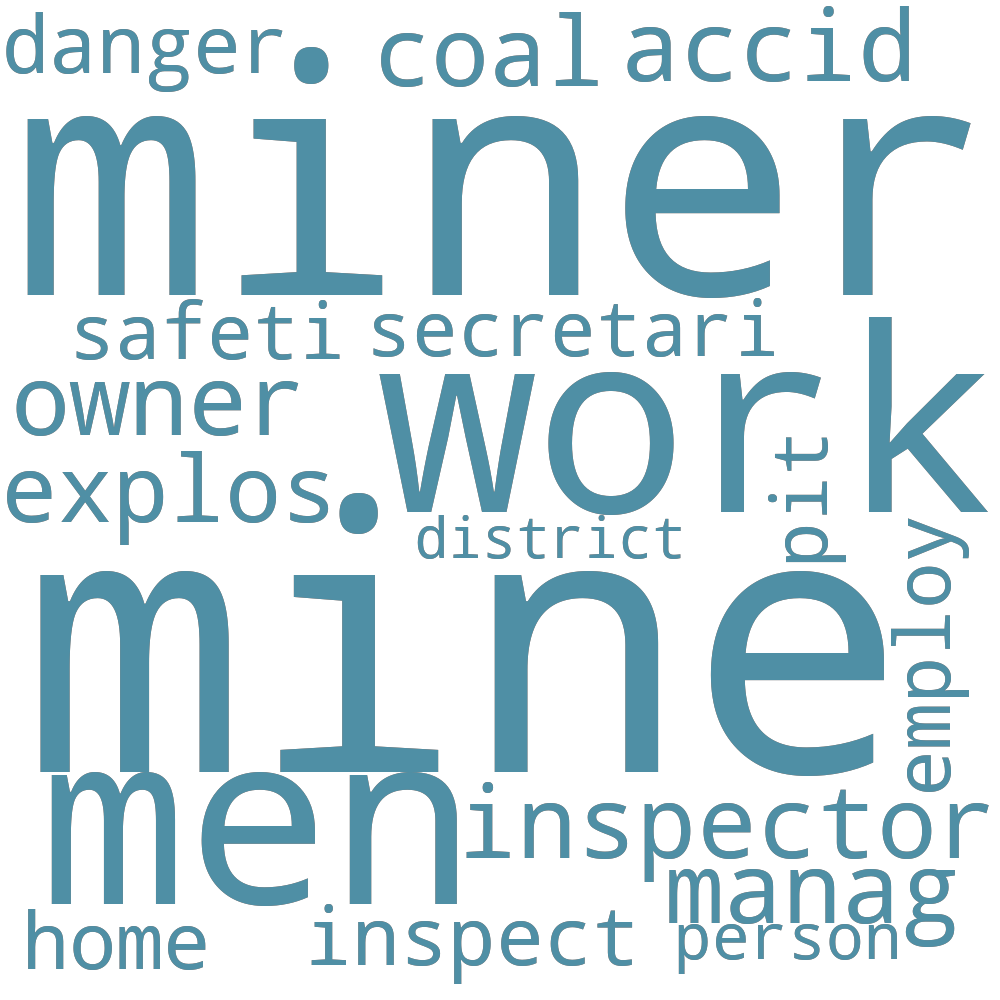 danger coal accid
miner
safeti secretari
owner work
explos
pit
district
mine
employ
men
inspector
manag
home inspect person